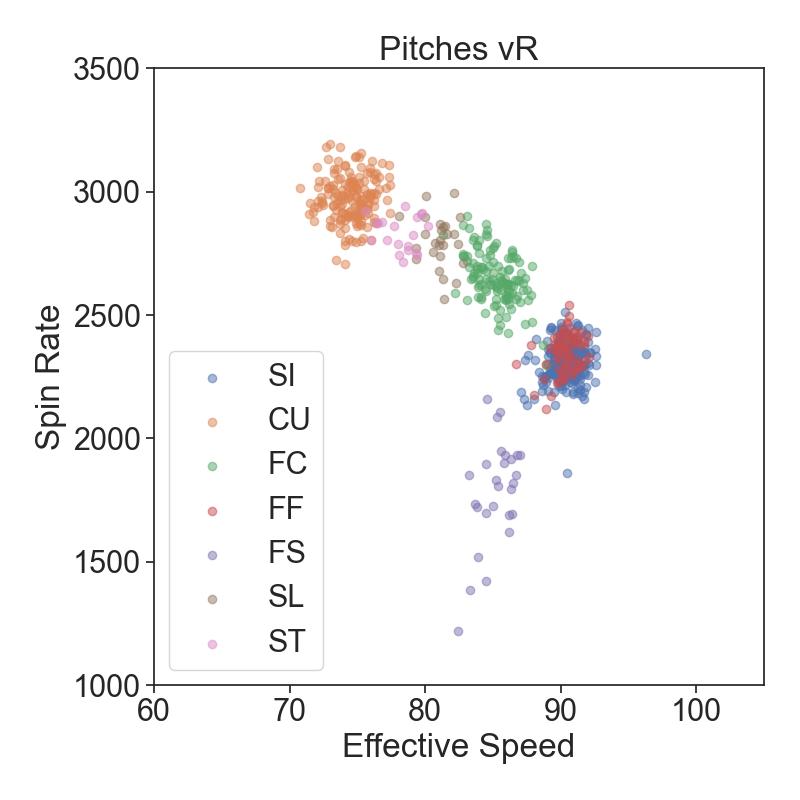 Pitches vR
3500
3000
2500
2000
1500
1000
Spin Rate
SI
CU
FC
FF
FS
SL
ST
60 70 80 90 100
Effective Speed